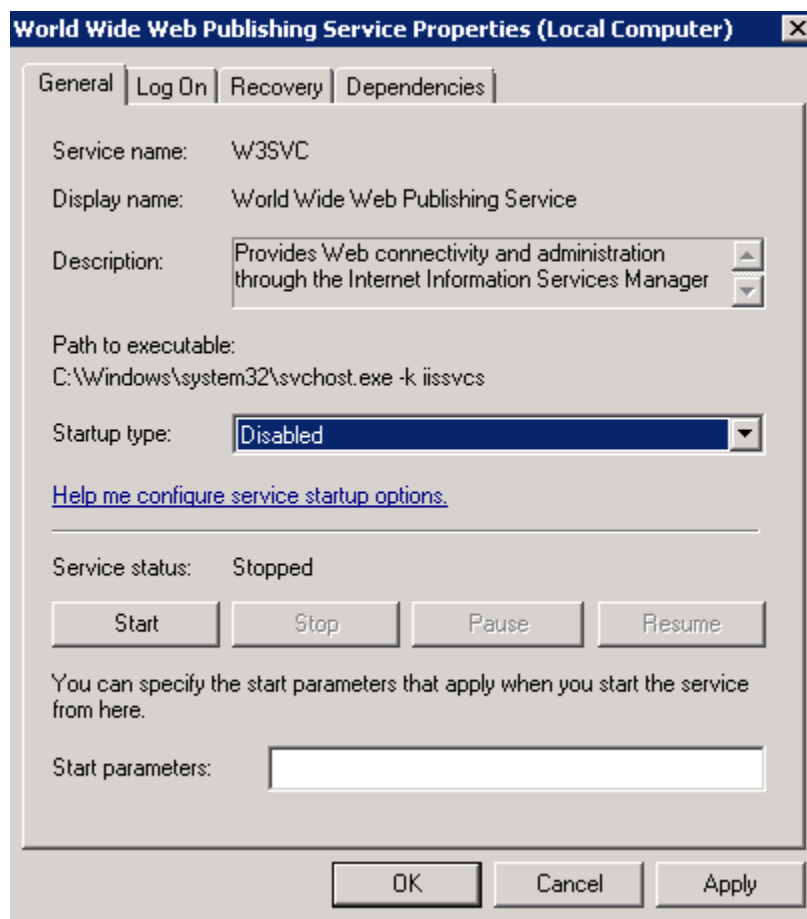 World Wide Web Publishing Service Properties (Local Computer)
General Log On Recovery Dependencies
Service name: W3SVC
Display name: World Wide Web Publishing Service
Description: Provides Web connectivity and administration
through the Internet Information Services Manager
Path to executable:
C:\Windows\system32\svchost.exe -k iissvcs
Startup type: Disabled
Help me configure service startup options.
Service status: Stopped
Start Stop Pause Resume
You can specify the start parameters that apply when you start the service
from here.
Start parameters:
OK Cancel Apply